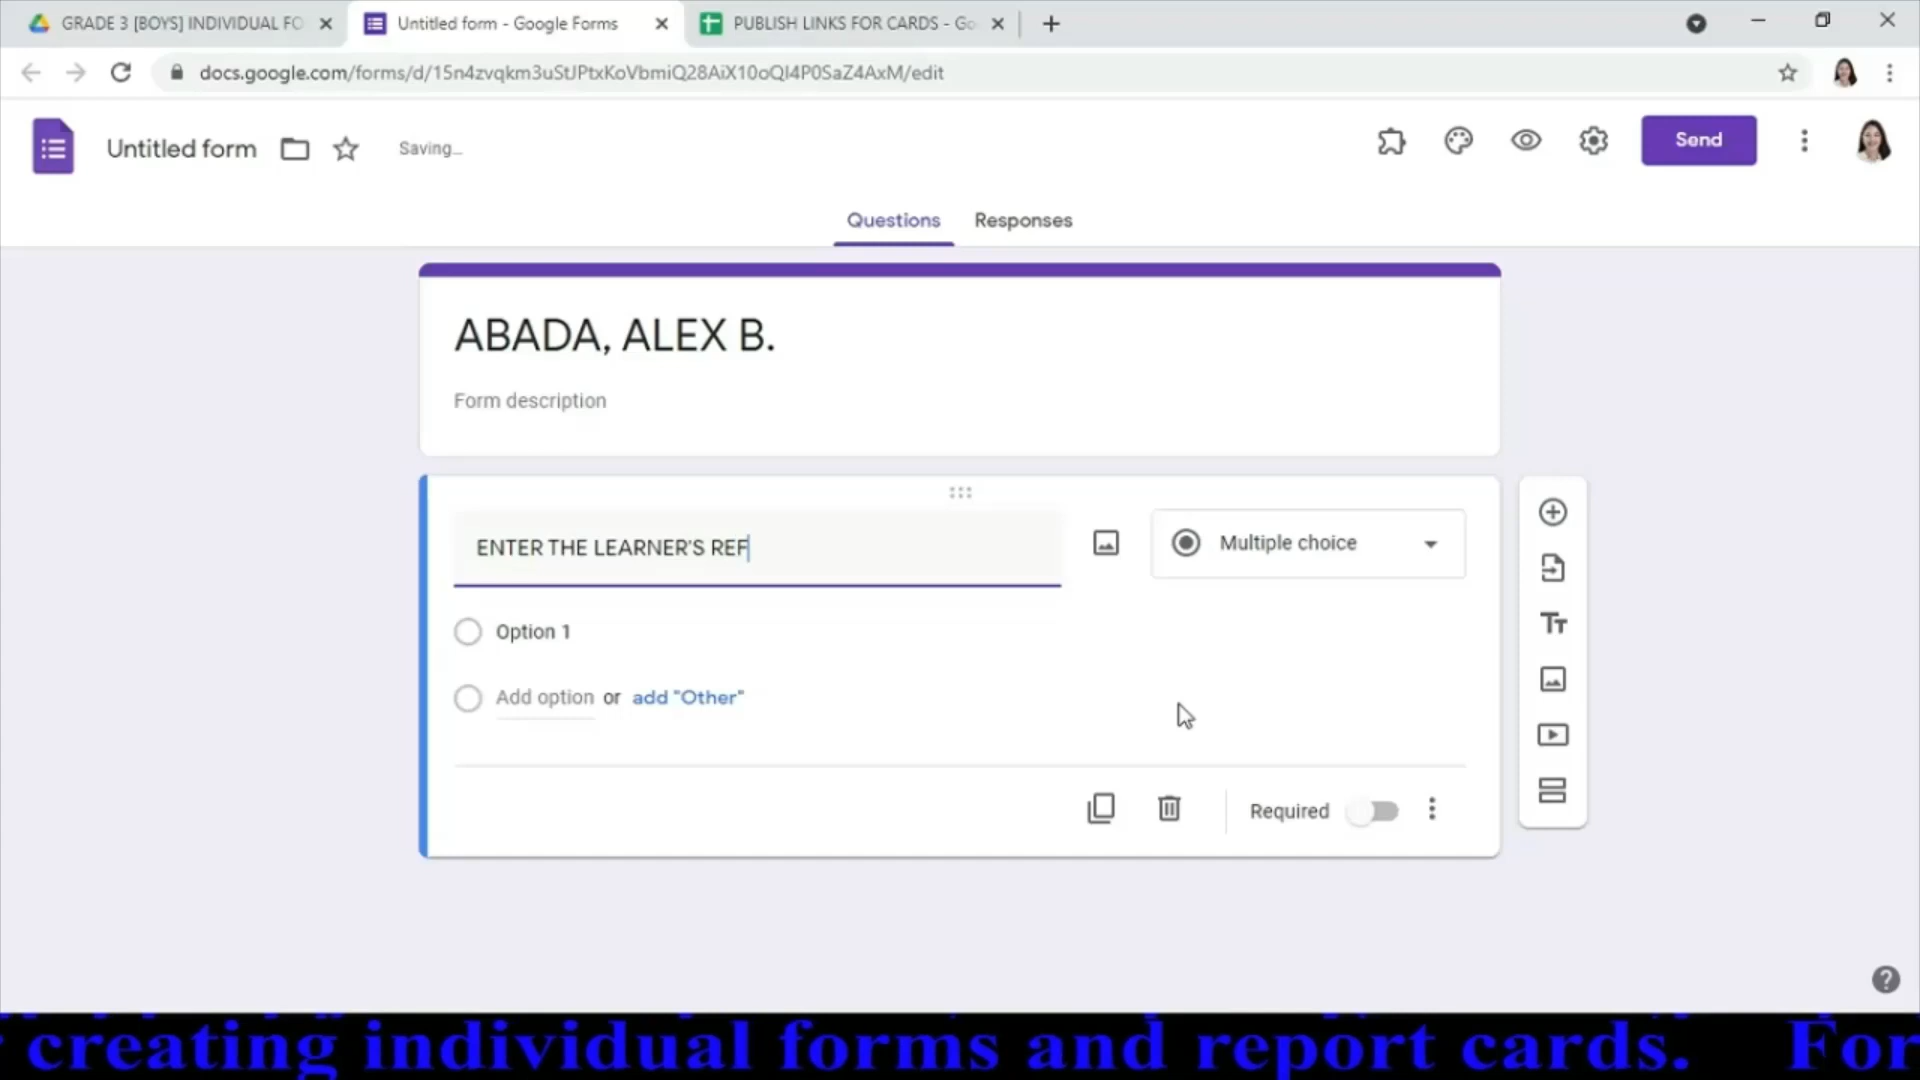 GRADE 3 [BOYS] INDIVIDUAL FO
Untitled form - Google Forms
PUBLISH LINKS FOR CARDS - Go
docs.google.com/forms/d/15n4zvqkm3uStJPtxKoVbmiQ28AiX10oQI4P0SaZ4AxM/edit
Untitled form
Saving...
Send
Questions
Responses
ABADA, ALEX B.
Form description
ENTER THE LEARNER'S REF
Multiple choice
Option 1
Add option or add "Other"
Required
creating individual forms and report cards. For